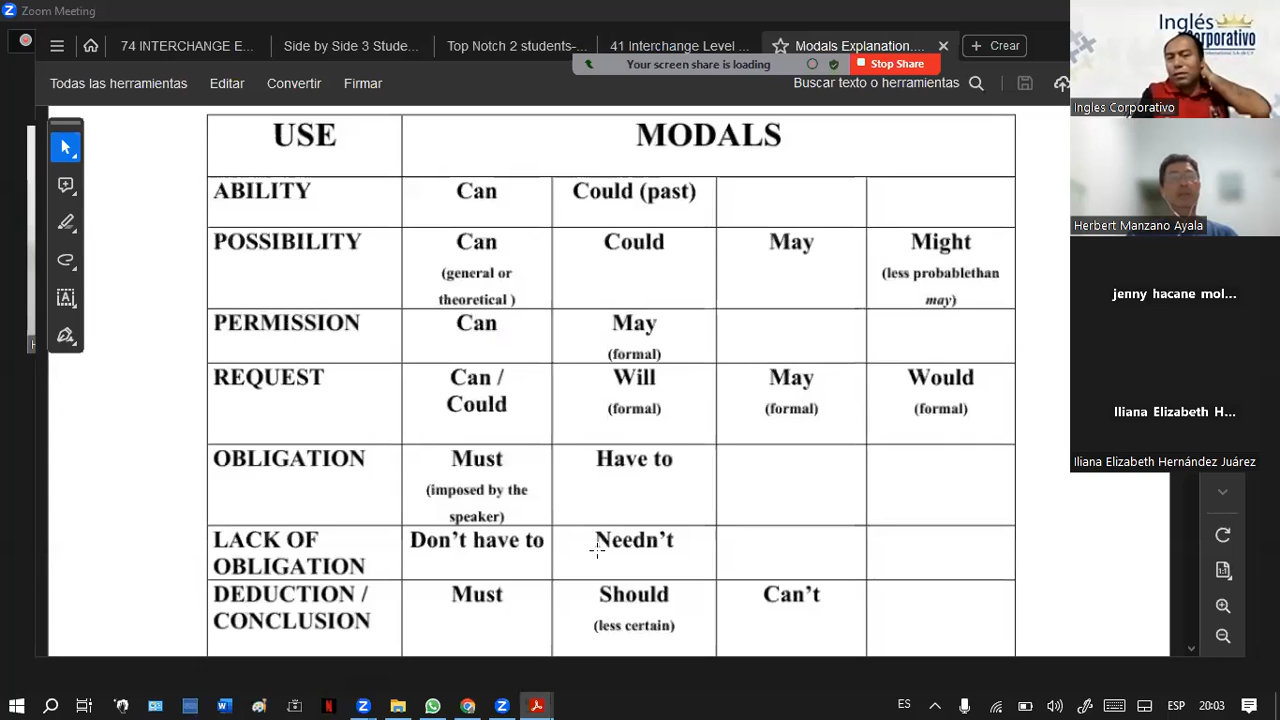 Zoom Meeting
74 INTERCHANGE E...
Side by Side 3 Stude...
Top Notch 2 students-...
41 Interchange Level ...
Modals Explanation....
Crear
Your screen share is loading
Stop Share
Todas las herramientas
Editar
Convertir
Firmar
Buscar texto o herramientas
USE MODALS
ABILITY Can Could (past)
POSSIBILITY Can Could May Might
(general or (less probablethan
theoretical ) may)
PERMISSION Can May
(formal)
REQUEST Can / Will May Would
Could (formal) (formal) (formal)
OBLIGATION Must Have to
(imposed by the
speaker)
LACK OF Don't have to Needn't
OBLIGATION
DEDUCTION / Must Should Can't
CONCLUSION (less certain)
Inglés
Corporativo
Ingles Corporativo
Herbert Manzano Ayala
jenny hacane mol...
Iliana Elizabeth H...
Iliana Elizabeth Hernández Juárez
ES
ESP
20:03